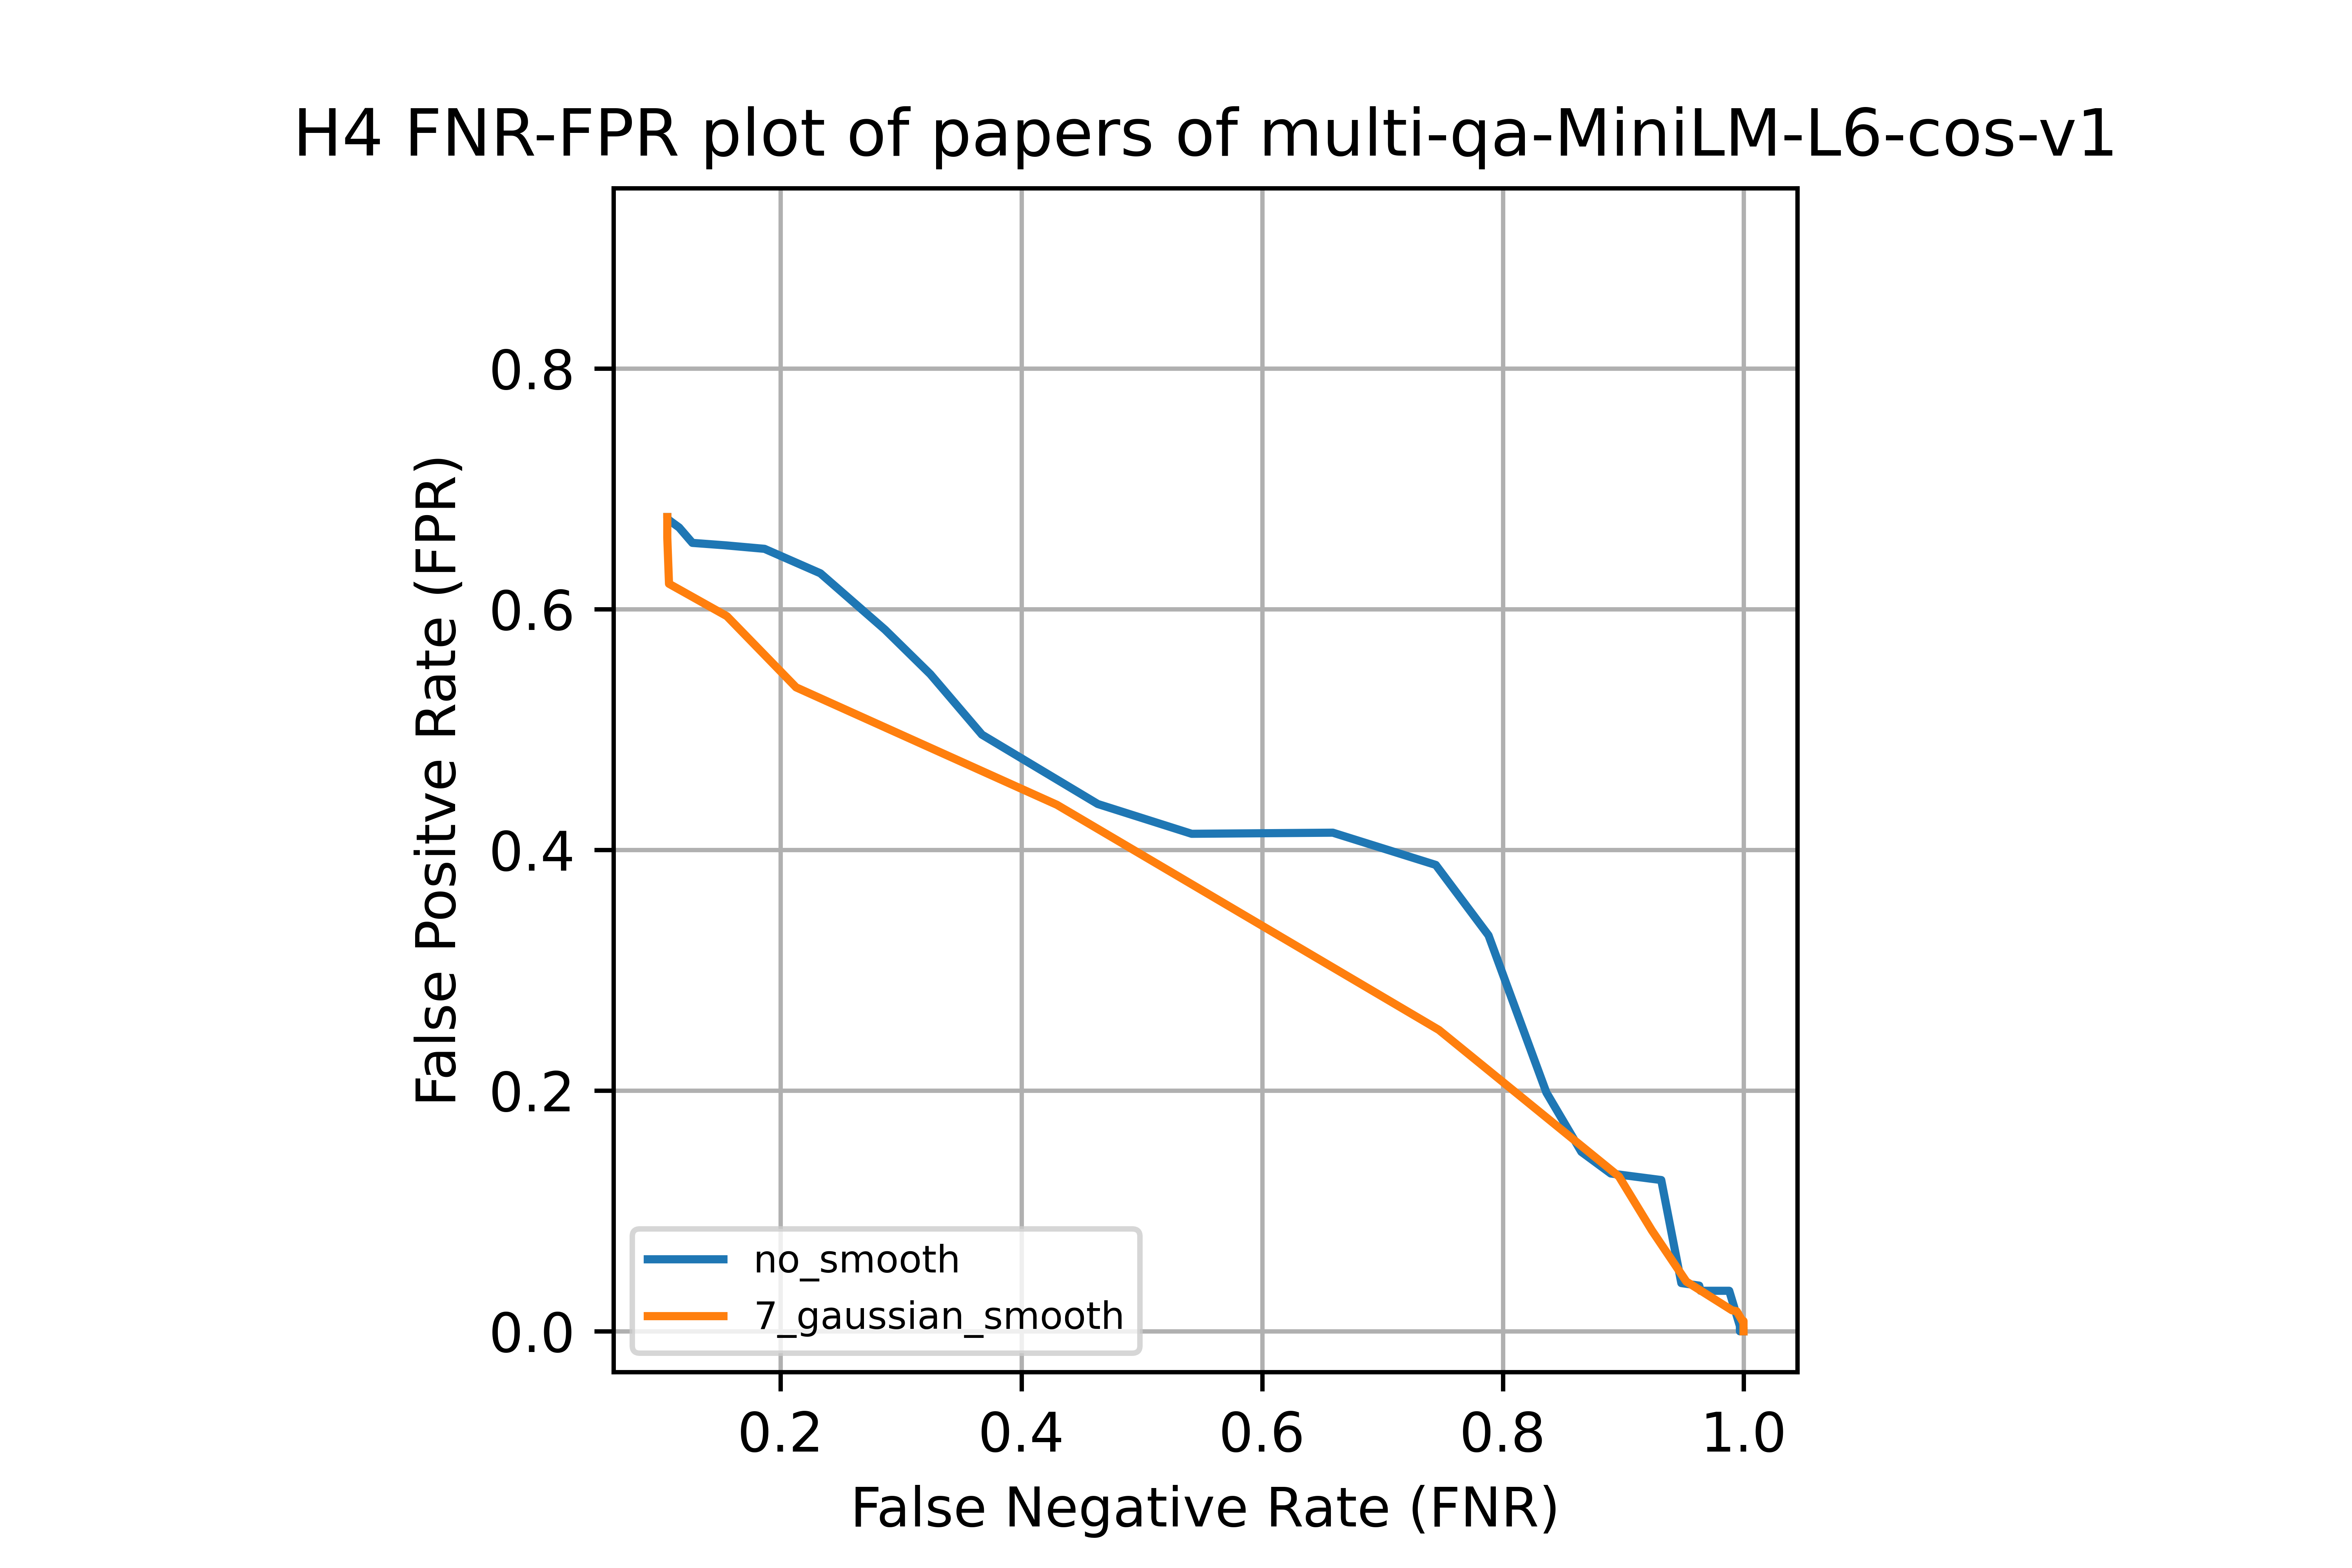 H4 FNR-FPR plot of papers of multi-qa-MiniLM-L6-cos-v1
False Positve Rate (FPR)
0.8
0.6
0.4
0.2
0.0
no_smooth
7_gaussian_smooth
0.2 0.4 0.6 0.8 1.0
False Negative Rate (FNR)